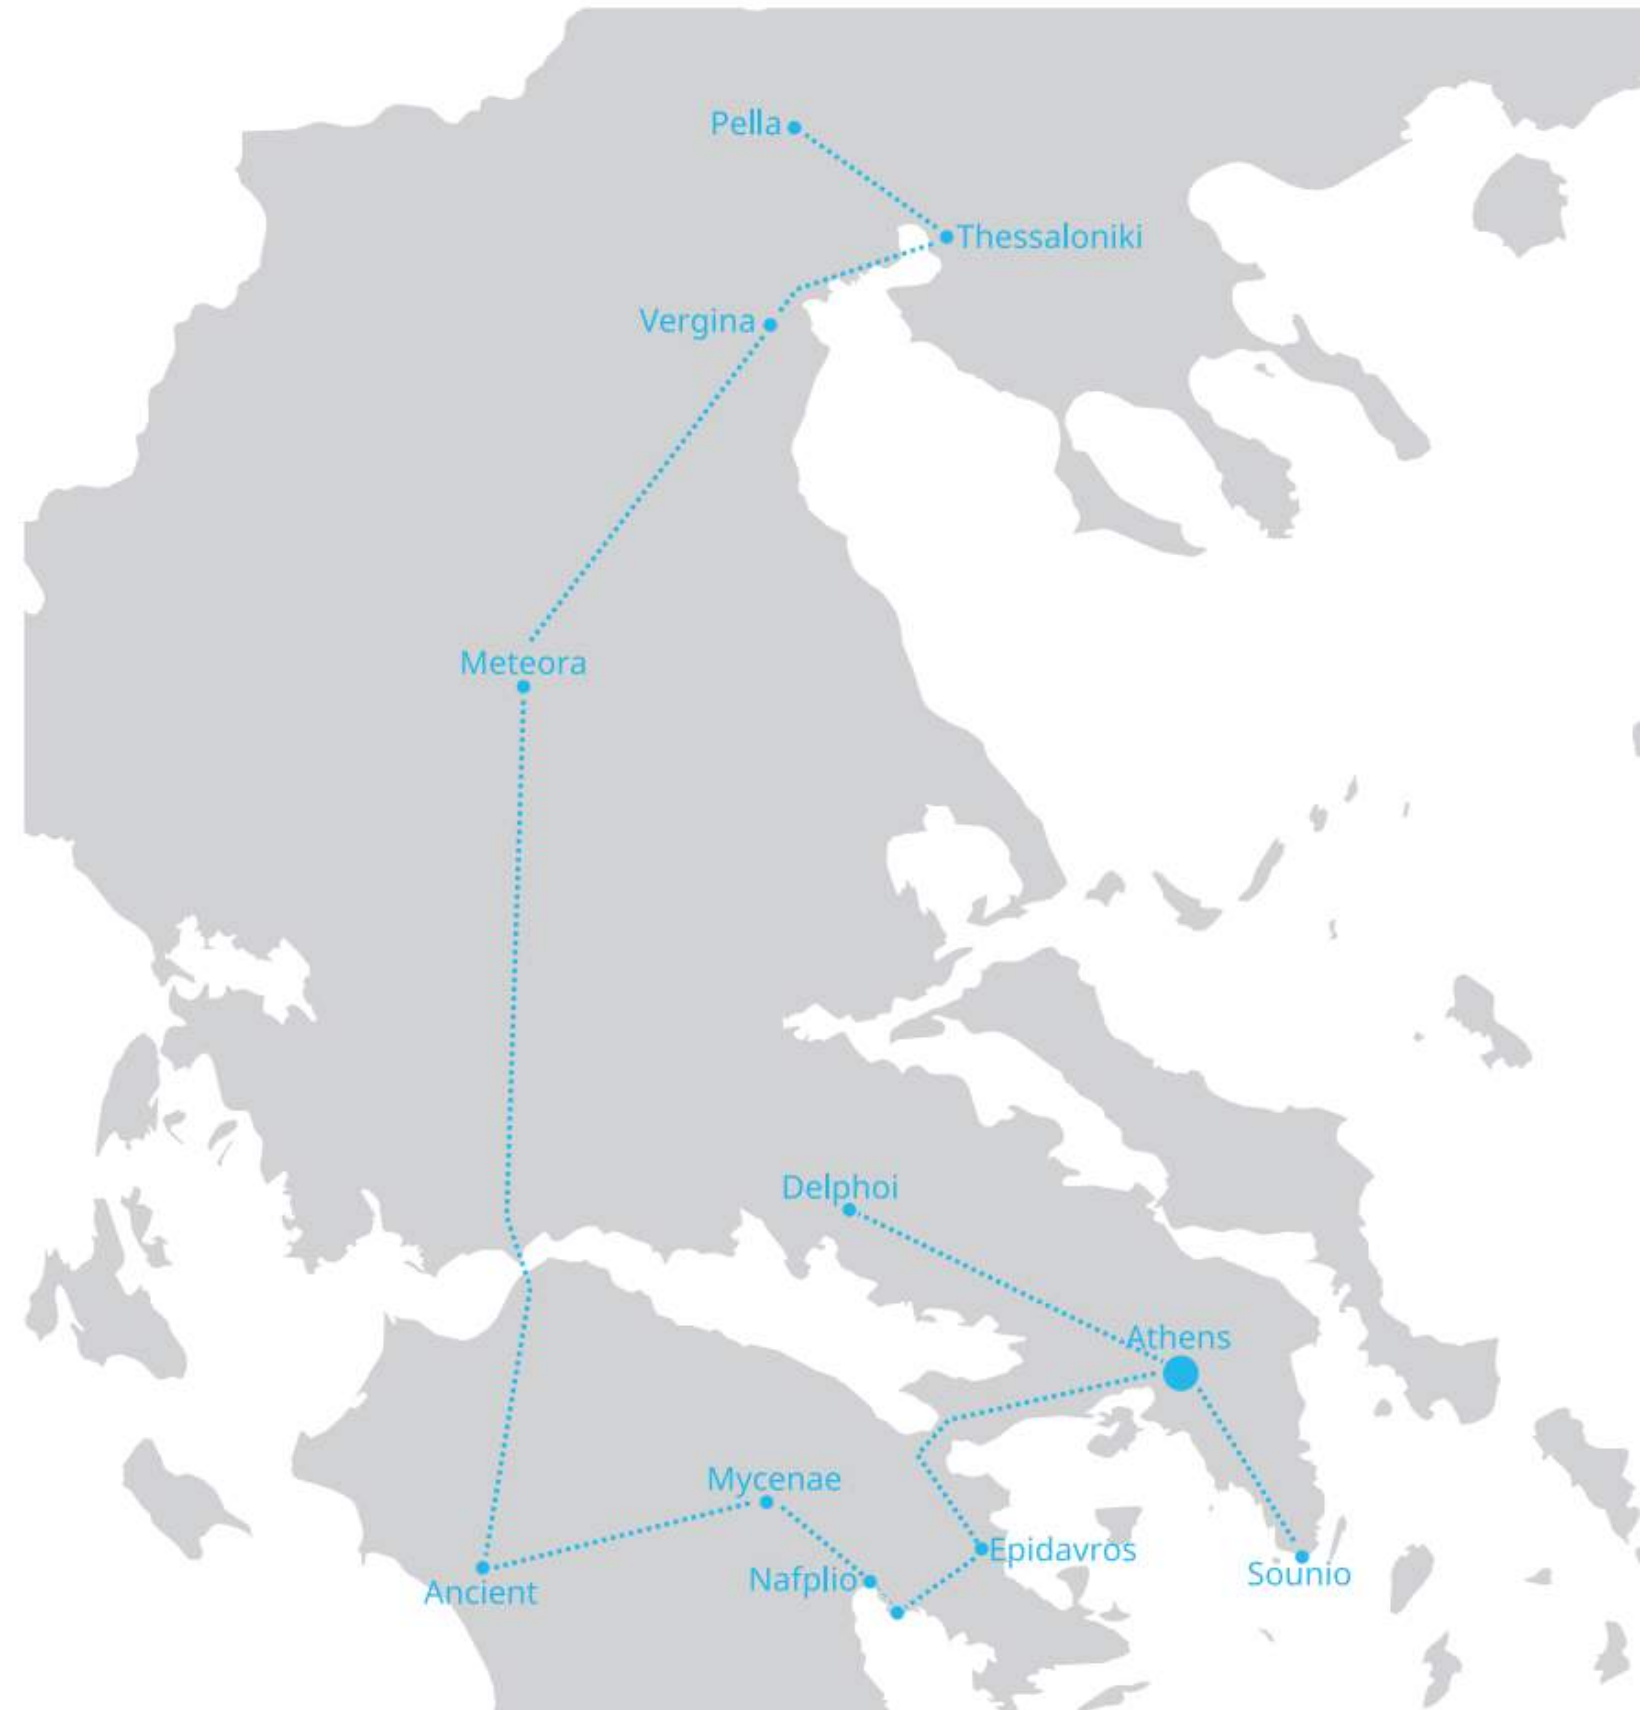 Pella
Thessaloniki
Vergina
Meteora
Delphoi
Athens
Mycenae
Epidavros
Nafplio
Sounio
Ancient